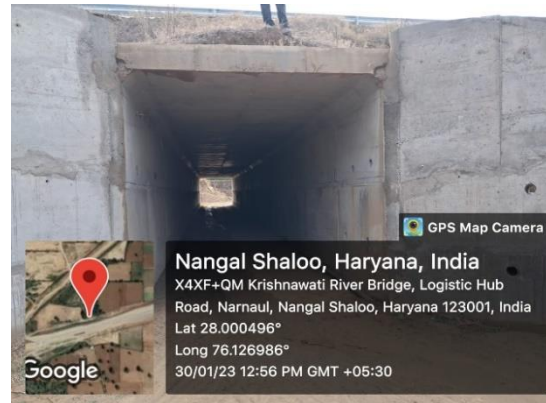 GPS Map Camera
Nangal Shaloo, Haryana, India
X4XF+QM Krishnawati River Bridge, Logistic Hub
Road, Narnaul, Nangal Shaloo, Haryana 123001, India
Lat 28.000496°
Long 76.126986°
30/01/23 12:56 PM GMT +05:30
Google